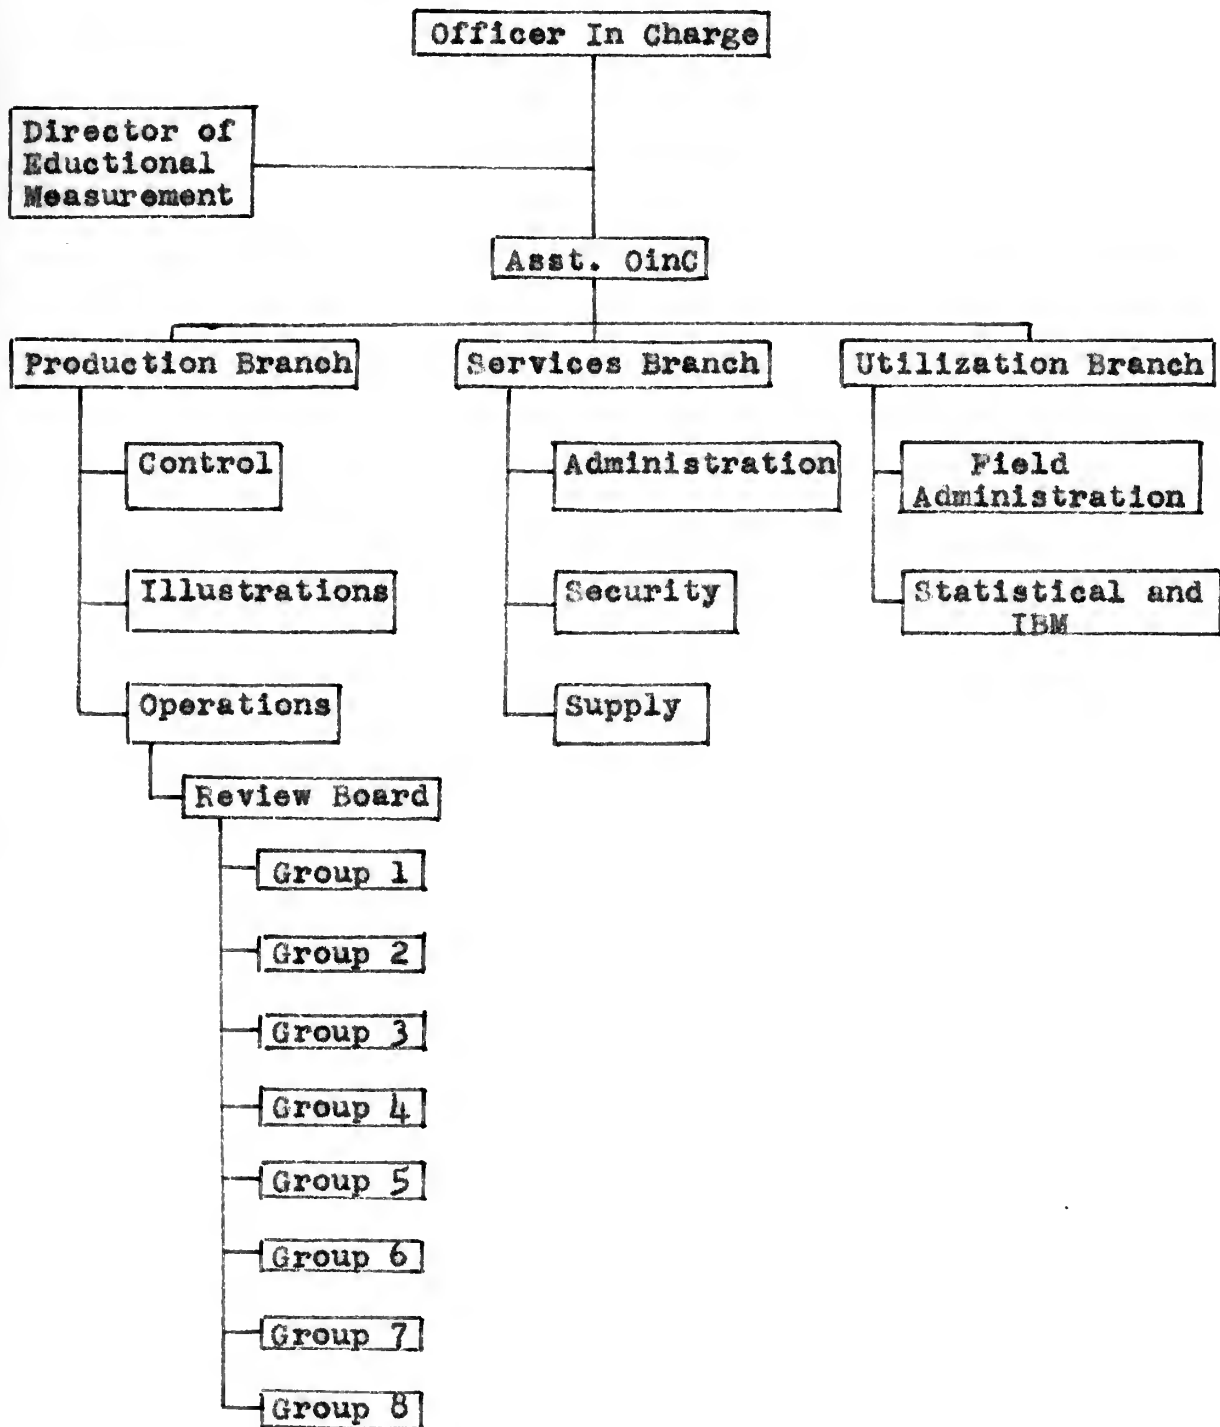 Officer In Charge
Director of
Eductional
Measurement
Asst. OinC
Production Branch
Services Branch
Utilization Branch
Control
Administration
Field
Administration
Illustrations
Security
Statistical and
IBM
Operations
Supply
Review Board
Group 1
Group 2
Group 3
Group 4
Group 5
Group 6
Group 7
Group 8